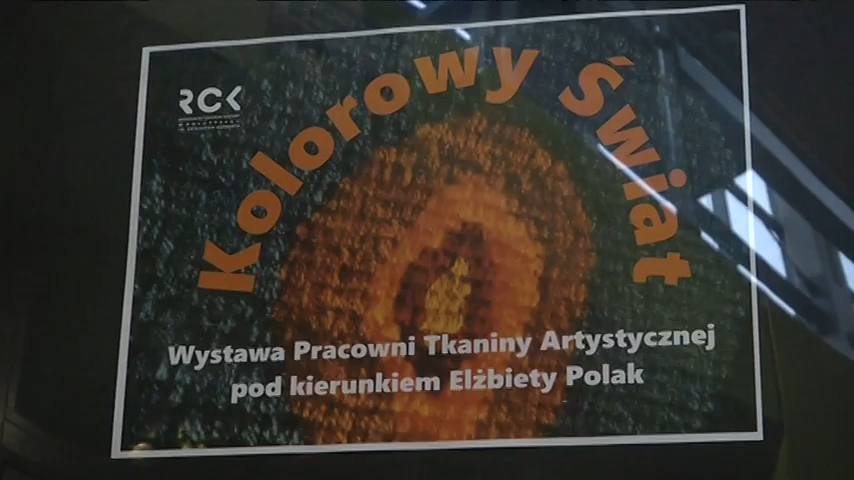 RCK
Kolorowy Świat
Wystawa Pracowni Tkaniny Artystycznej
pod kierunkiem Elżbiety Polak